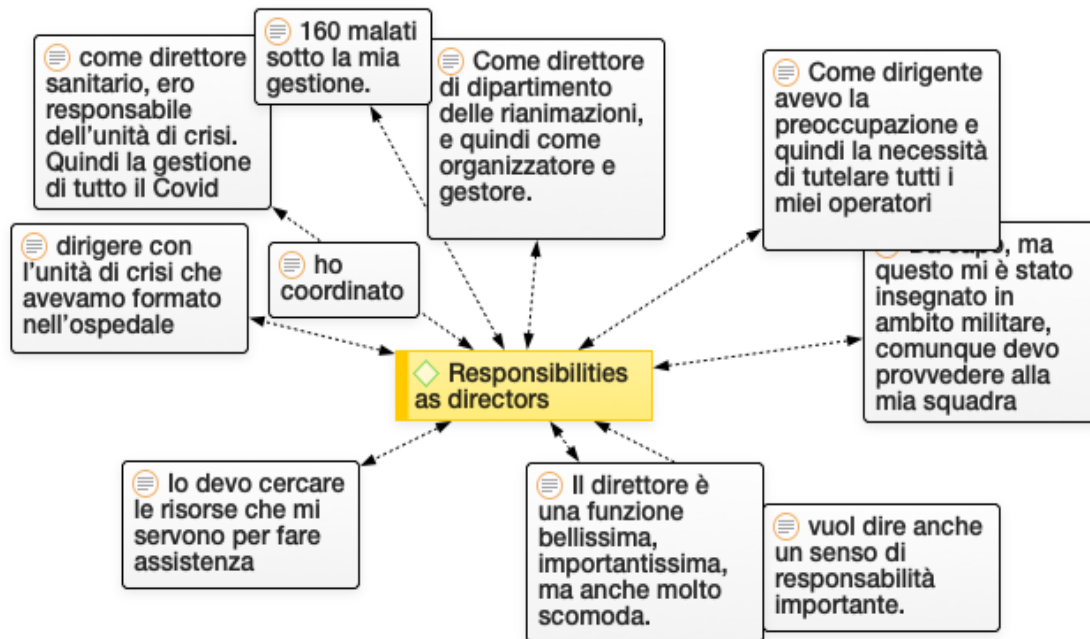 160 malati
sotto la mia
gestione.
come direttore
sanitario, ero
responsabile
dell'unità di crisi.
Quindi la gestione
di tutto il Covid
Come direttore
di dipartimento
delle rianimazioni,
e quindi come
organizzatore e
gestore.
Come dirigente
avevo la
preoccupazione e
quindi la necessità
di tutelare tutti i
miei operatori
dirigere con
l'unità di crisi che
avevamo formato
nell'ospedale
ho
coordinato
ma
questo mi è stato
insegnato in
ambito militare,
comunque devo
provvedere alla
mia squadra
Responsibilities
as directors
Io devo cercare
le risorse che mi
servono per fare
assistenza
Il direttore è
una funzione
bellissima,
importantissima,
ma anche molto
scomoda.
vuol dire anche
un senso di
responsabilità
importante.